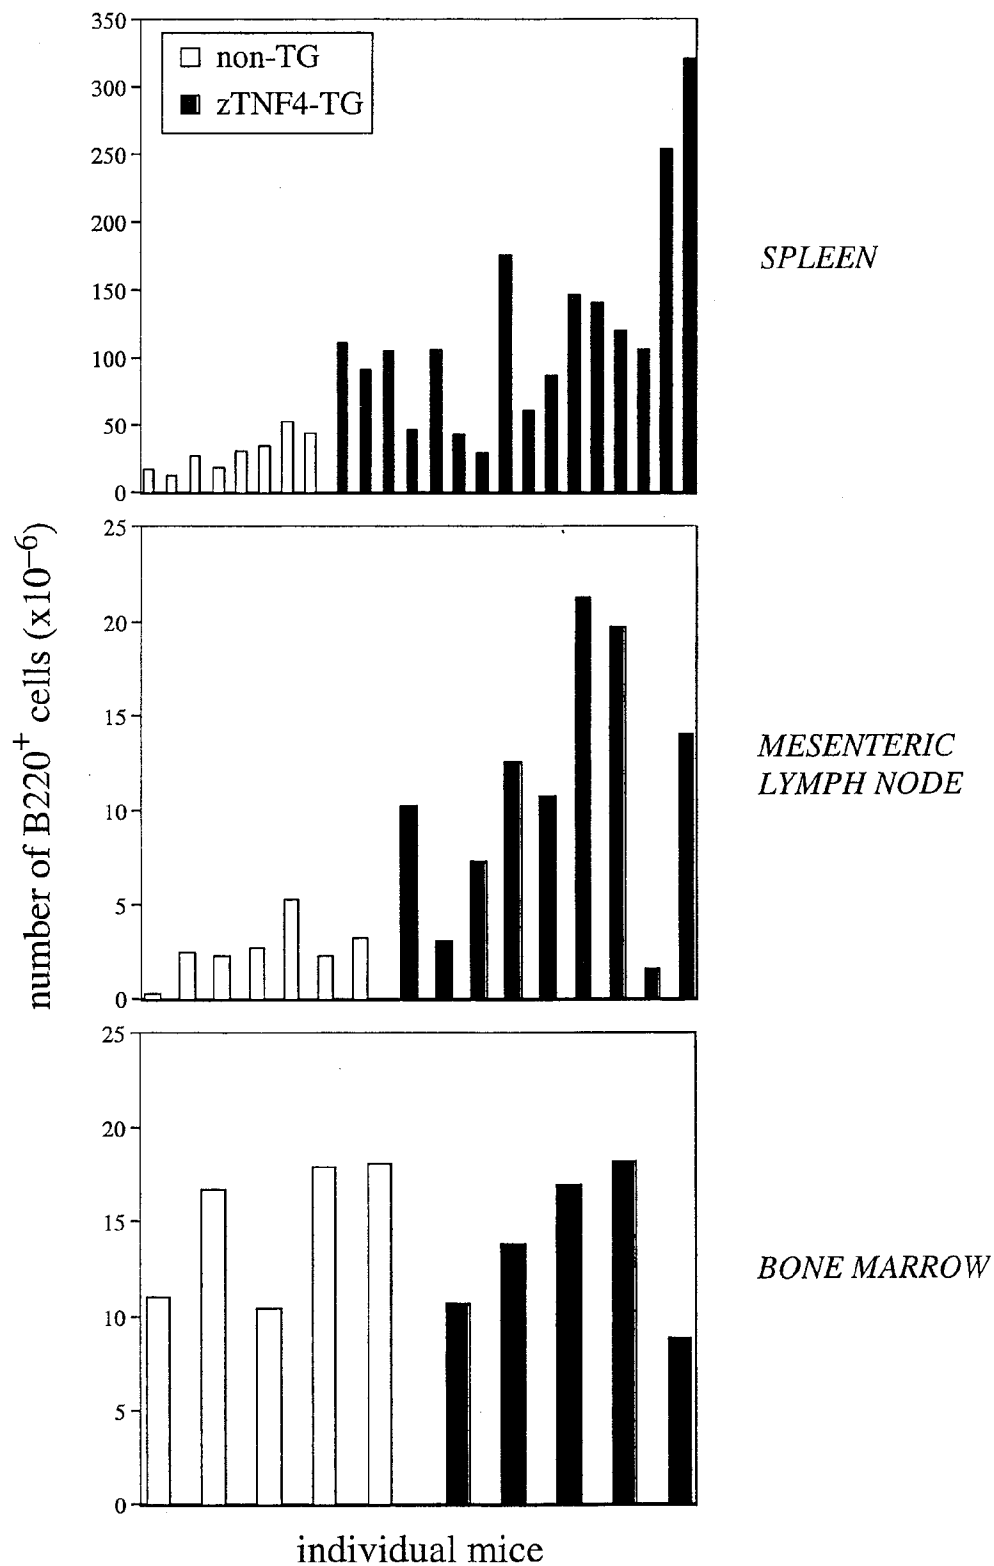 350
300
250
200
150
100
50
0
non-TG
zTNF4-TG
SPLEEN
number of B220+ cells (x10–6)
25
20
15
10
5
0
MESENTERIC
LYMPH NODE
25
20
15
10
5
0
BONE MARROW
individual mice